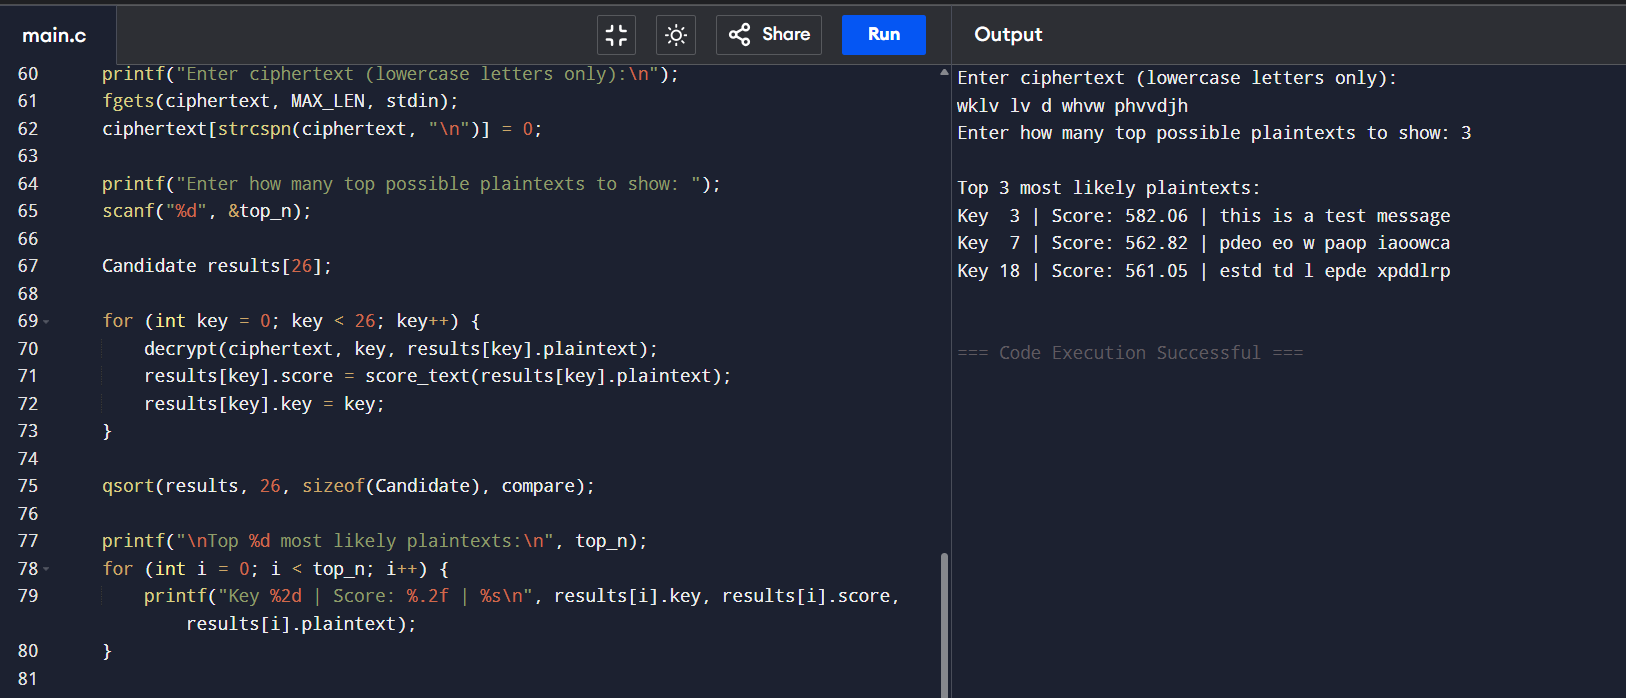 main.c
Share
Run
Output
60 printf("Enter ciphertext (lowercase letters only):\n");
61 fgets(ciphertext, MAX_LEN, stdin);
62 ciphertext[strcspn(ciphertext, "\n")] = 0;
63
64 printf("Enter how many top possible plaintexts to show: ");
65 scanf("%d", &top_n);
66
67 Candidate results[26];
68
69 for (int key = 0; key < 26; key++) {
70 decrypt(ciphertext, key, results[key].plaintext);
71 results[key].score = score_text(results[key].plaintext);
72 results[key].key = key;
73 }
74
75 qsort(results, 26, sizeof(Candidate), compare);
76
77 printf("\nTop %d most likely plaintexts:\n", top_n);
78 for (int i = 0; i < top_n; i++) {
79 printf("Key %2d | Score: %.2f | %s\n", results[i].key, results[i].score,
results[i].plaintext);
80 }
81
Enter ciphertext (lowercase letters only):
wklv lv d whvw phvvdjh
Enter how many top possible plaintexts to show: 3
Top 3 most likely plaintexts:
Key  3 | Score: 582.06 | this is a test message
Key  7 | Score: 562.82 | pdeo eo w paop iaoowca
Key 18 | Score: 561.05 | estd td l epde xpddlrp
=== Code Execution Successful ===